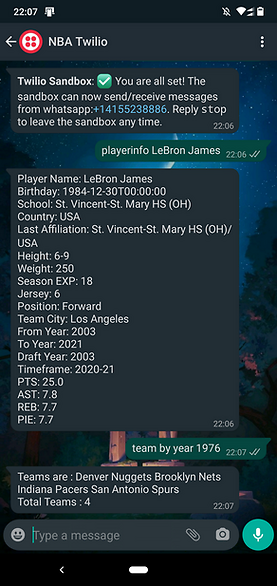 22:07
NBA Twilio
Twilio Sandbox: ✅ You are all set! The
sandbox can now send/receive messages
from whatsapp:+14155238886. Reply stop
to leave the sandbox any time.
22:06
playerinfo LeBron James 22:06
Player Name: LeBron James
Birthday: 1984-12-30T00:00:00
School: St. Vincent-St. Mary HS (OH)
Country: USA
Last Affiliation: St. Vincent-St. Mary HS (OH)/
USA
Height: 6-9
Weight: 250
Season EXP: 18
Jersey: 6
Position: Forward
Team City: Los Angeles
From Year: 2003
To Year: 2021
Draft Year: 2003
Timeframe: 2020-21
PTS: 25.0
AST: 7.8
REB: 7.7
PIE: 7.7
22:06
team by year 1976 22:07
Teams are : Denver Nuggets Brooklyn Nets
Indiana Pacers San Antonio Spurs
Total Teams : 4
22:07
Type a message